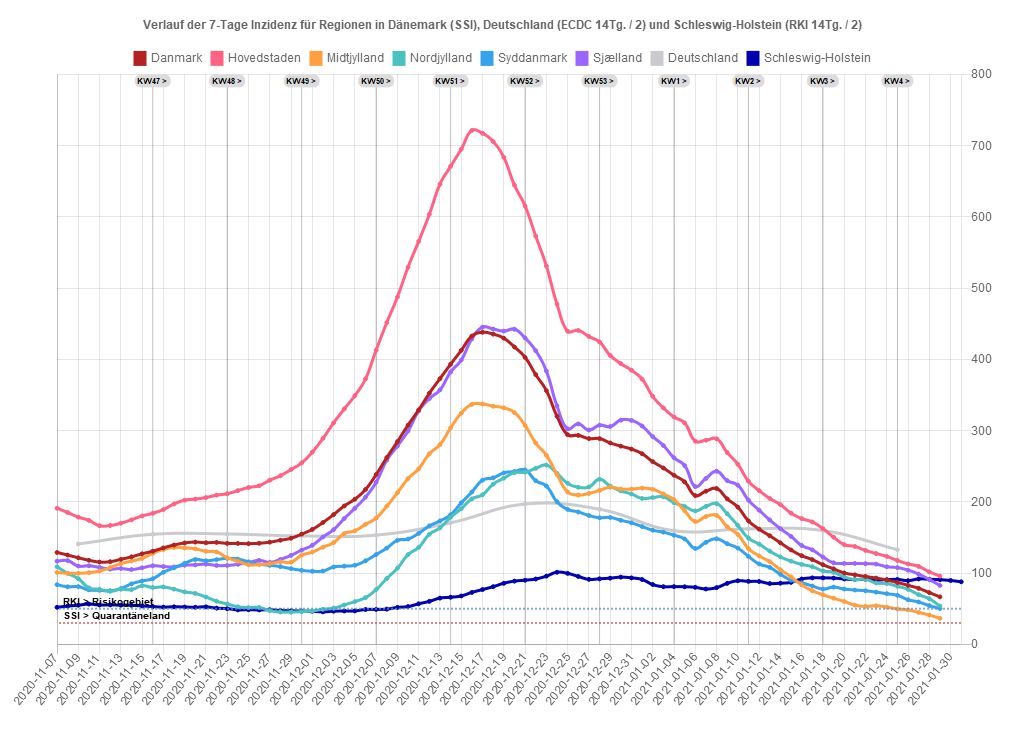 Verlauf der 7-Tage Inzidenz für Regionen in Dänemark (SSI), Deutschland (ECDC 14Tg. / 2) und Schleswig-Holstein (RKI 14Tg. / 2)
Danmark Hovedstaden Midtjylland Nordjylland Syddanmark Sjælland Deutschland Schleswig-Holstein
KW47 > KW48 > KW49 > KW50 > KW51 > KW52 > KW53 > KW1 > KW2 > KW3 > KW4 >
800
700
600
500
400
300
200
100
0
RKI > Risikogebiet
SSI > Quarantäneland
2020-11-07 2020-11-09 2020-11-11 2020-11-13 2020-11-15 2020-11-17 2020-11-19 2020-11-21 2020-11-23 2020-11-25 2020-11-27 2020-11-29 2020-12-01 2020-12-03 2020-12-05 2020-12-07 2020-12-09 2020-12-11 2020-12-13 2020-12-15 2020-12-17 2020-12-19 2020-12-21 2020-12-23 2020-12-25 2020-12-27 2020-12-29 2020-12-31 2021-01-02 2021-01-04 2021-01-06 2021-01-08 2021-01-10 2021-01-12 2021-01-14 2021-01-16 2021-01-18 2021-01-20 2021-01-22 2021-01-24 2021-01-26 2021-01-28 2021-01-30